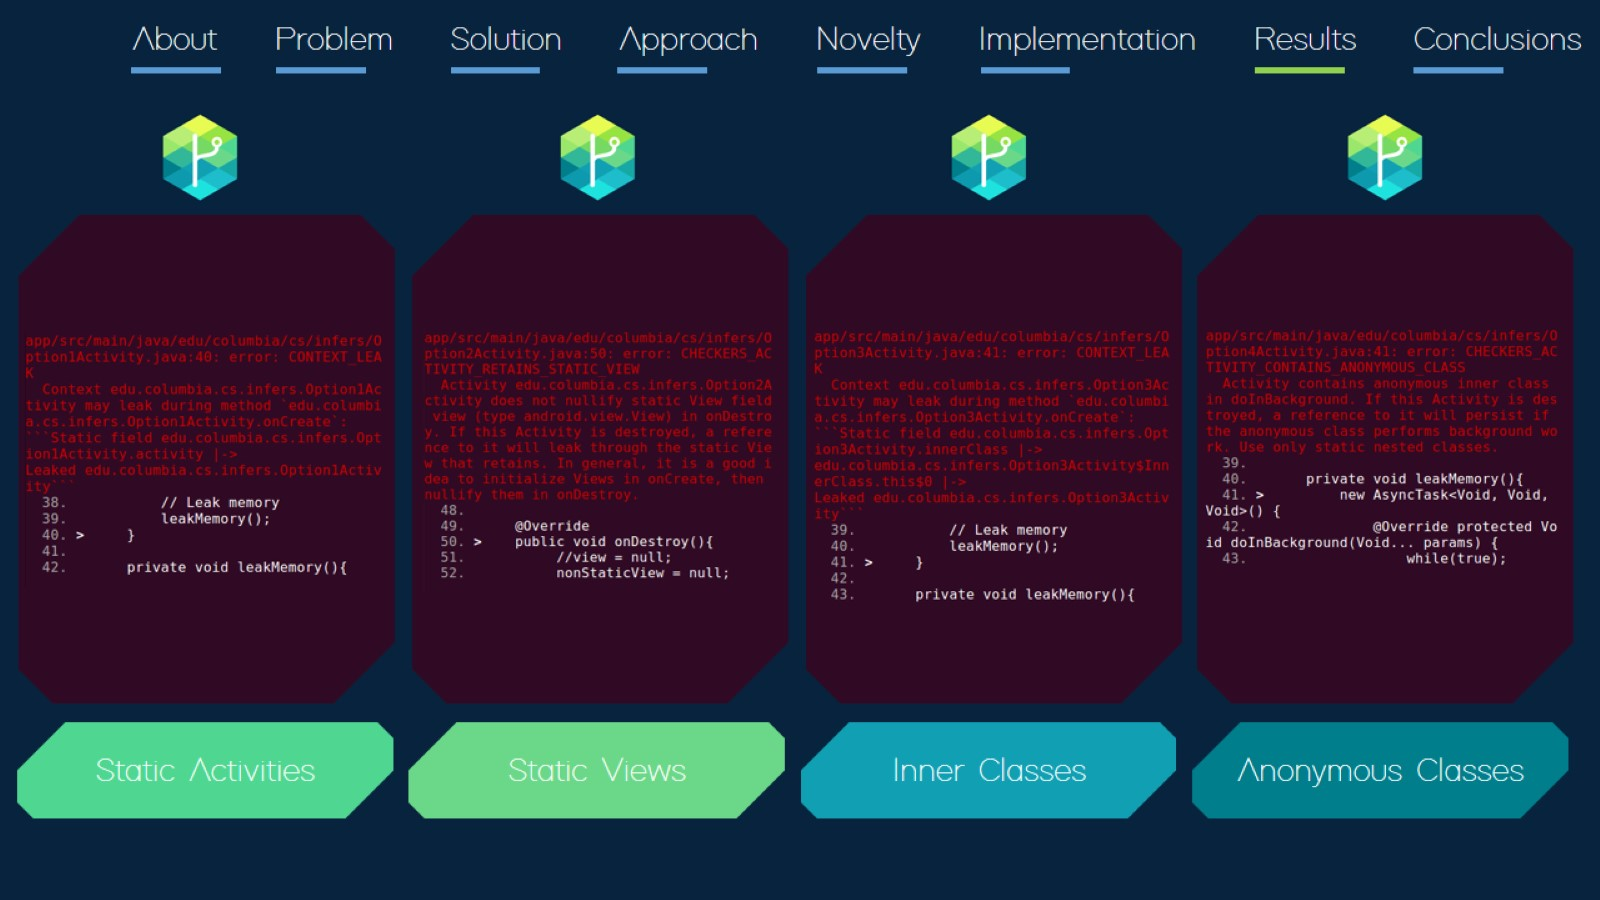 About Problem Solution Approach Novelty Implementation Results Conclusions
app/src/main/java/edu/columbia/cs/infers/O
ption1Activity.java:40: error: CONTEXT_LEA
K
  Context edu.columbia.cs.infers.Option1Ac
tivity may leak during method `edu.columbi
a.cs.infers.Option1Activity.onCreate`:
```Static field edu.columbia.cs.infers.Opt
ion1Activity.activity |->
Leaked edu.columbia.cs.infers.Option1Activ
ity```
  38.           // Leak memory
  39.           leakMemory();
  40. >     }
  41.
  42.       private void leakMemory(){
Static Activities
app/src/main/java/edu/columbia/cs/infers/O
ption2Activity.java:50: error: CHECKERS_AC
TIVITY_RETAINS_STATIC_VIEW
  Activity edu.columbia.cs.infers.Option2A
ctivity does not nullify static View field
 view (type android.view.View) in onDestro
y. If this Activity is destroyed, a refere
nce to it will leak through the static Vie
w that retains. In general, it is a good i
dea to initialize Views in onCreate, then
nullify them in onDestroy.
  48.
  49.      @Override
  50. >    public void onDestroy(){
  51.           //view = null;
  52.           nonStaticView = null;
Static Views
app/src/main/java/edu/columbia/cs/infers/O
ption3Activity.java:41: error: CONTEXT_LEA
K
  Context edu.columbia.cs.infers.Option3Ac
tivity may leak during method `edu.columbi
a.cs.infers.Option3Activity.onCreate`:
```Static field edu.columbia.cs.infers.Opt
ion3Activity.innerClass |->
edu.columbia.cs.infers.Option3Activity$Inn
erClass.this$0 |->
Leaked edu.columbia.cs.infers.Option3Activ
ity```
  39.           // Leak memory
  40.           leakMemory();
  41. >     }
  42.
  43.       private void leakMemory(){
Inner Classes
app/src/main/java/edu/columbia/cs/infers/O
ption4Activity.java:41: error: CHECKERS_AC
TIVITY_CONTAINS_ANONYMOUS_CLASS
  Activity contains anonymous inner class
in doInBackground. If this Activity is des
troyed, a reference to it will persist if
the anonymous class performs background wo
rk. Use only static nested classes.
  39.
  40.       private void leakMemory(){
  41. >         new AsyncTask<Void, Void,
Void>() {
  42.               @Override protected Vo
id doInBackground(Void... params) {
  43.                   while(true);
Anonymous Classes